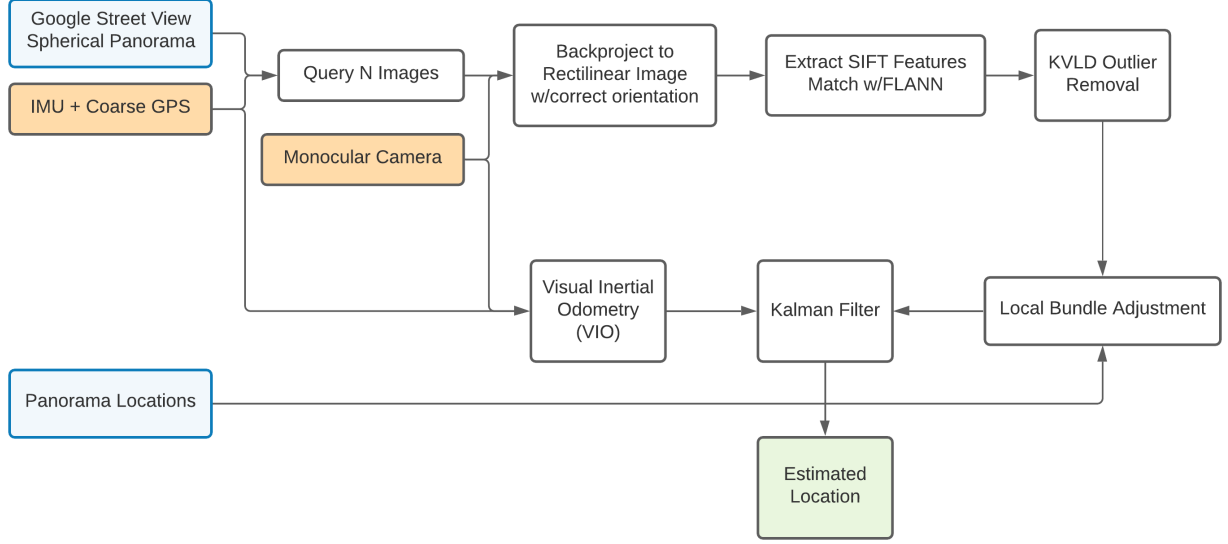 Google Street View
Spherical Panorama
IMU + Coarse GPS
Query N Images
Monocular Camera
Backproject to
Rectilinear Image
w/correct orientation
Extract SIFT Features
Match w/FLANN
KVLD Outlier
Removal
Visual Inertial
Odometry
(VIO)
Kalman Filter
Local Bundle Adjustment
Panorama Locations
Estimated
Location